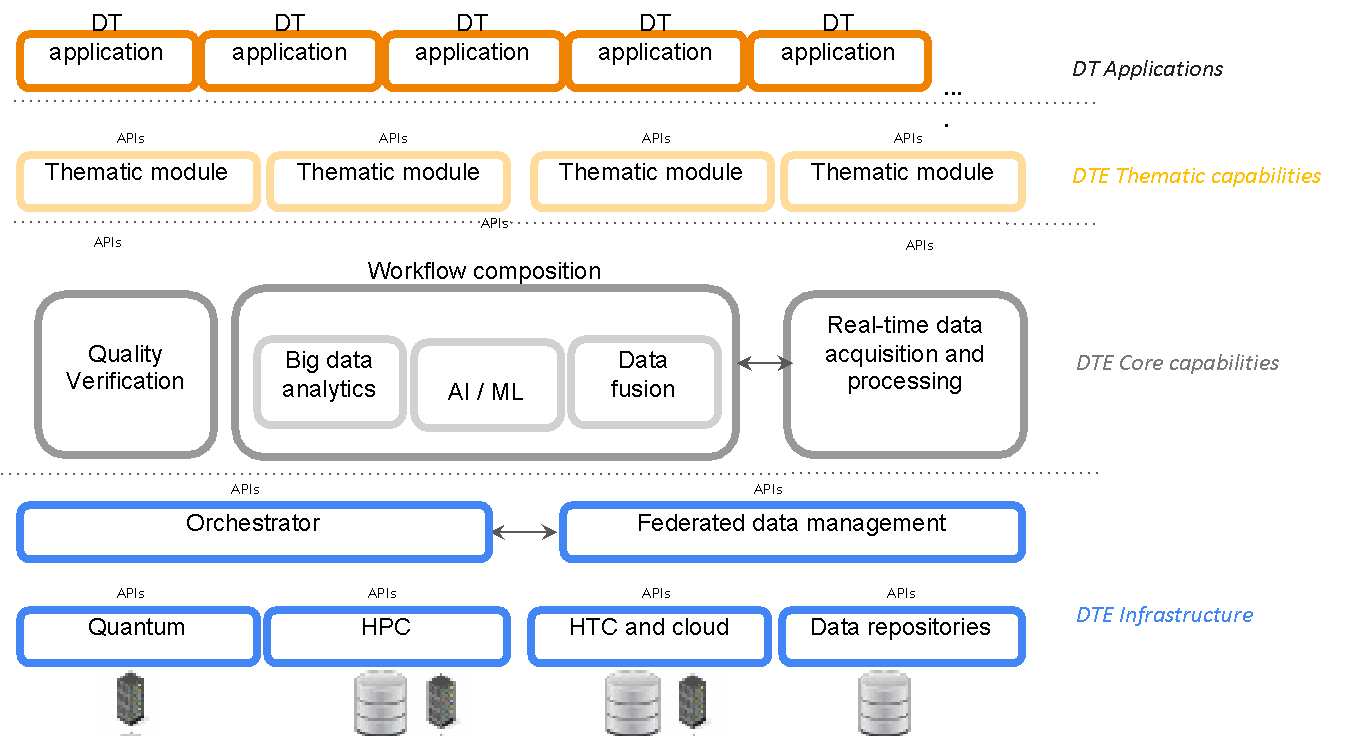 DT application
DT application
DT application
DT application
DT application
...
.
DT Applications
APIs
APIs
APIs
APIs
Thematic module
Thematic module
Thematic module
Thematic module
DTE Thematic capabilities
APIs
APIs
APIs
Workflow composition
Quality
Verification
Big data
analytics
AI / ML
Data
fusion
Real-time data
acquisition and
processing
DTE Core capabilities
APIs
APIs
Orchestrator
Federated data management
APIs
APIs
APIs
APIs
Quantum
HPC
HTC and cloud
Data repositories
DTE Infrastructure